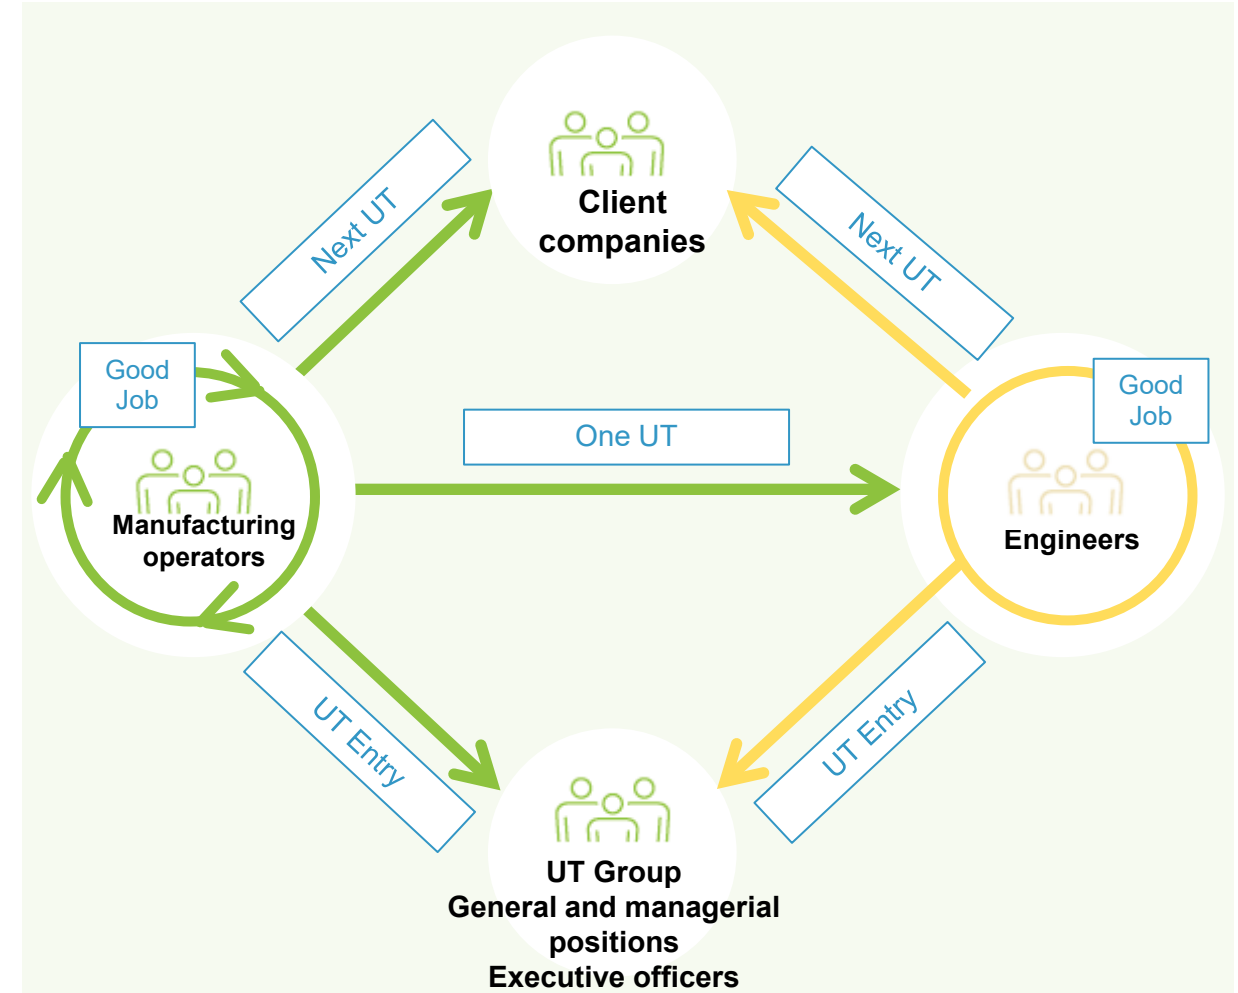 Client
companies
Next UT
Next UT
Good
Job
Good
Job
One UT
Manufacturing
operators
Engineers
UT Entry
UT Entry
UT Group
General and managerial
positions
Executive officers